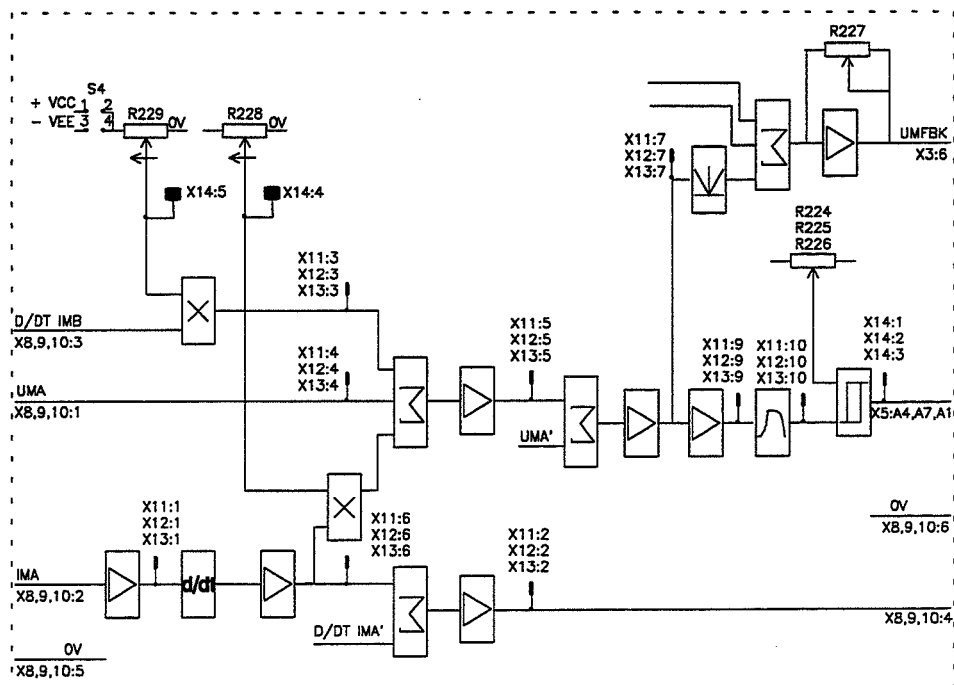 R227
S4
+ VCC 1 2
- VEE 3 4
R229
0V
R228
0V
UMFBK
X3:6
X11:7
X12:7
X13:7
X14:5
X14:4
R224
R225
R226
X11:3
X12:3
X13:3
D/DT IMB
X8,9,10:3
X11:5
X12:5
X13:5
X14:1
X14:2
X14:3
X11:4
X12:4
X13:4
X11:9
X12:9
X13:9
X11:10
X12:10
X13:10
UMA
X8,9,10:1
X5:A4,A7,A1
UMA'
X11:1
X12:1
X13:1
X11:6
X12:6
X13:6
X11:2
X12:2
X13:2
0V
X8,9,10:6
IMA
X8,9,10:2
d/dt
X8,9,10:4
D/DT IMA'
0V
X8,9,10:5